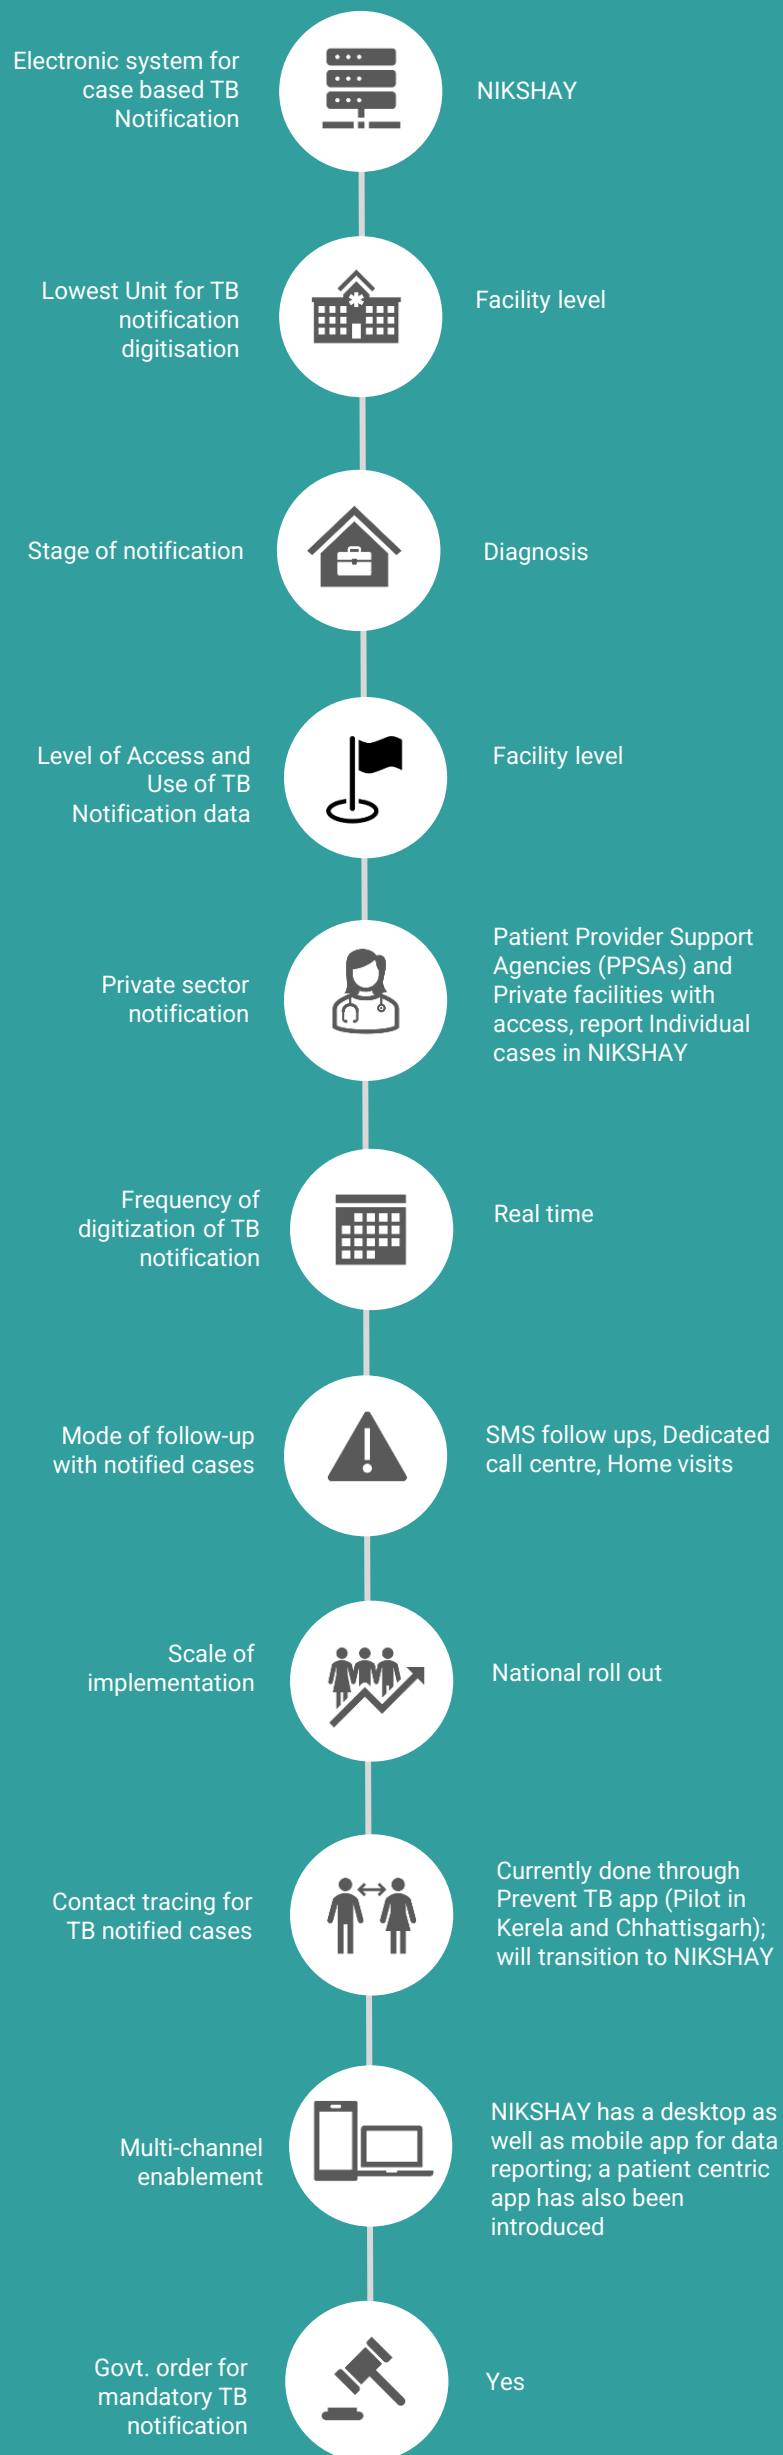 Electronic system for
case based TB
Notification
NIKSHAY
Lowest Unit for TB
notification
digitisation
Facility level
Stage of notification
Diagnosis
Level of Access and
Use of TB
Notification data
Facility level
Private sector
notification
Patient Provider Support
Agencies (PPSAs) and
Private facilities with
access, report Individual
cases in NIKSHAY
Frequency of
digitization of TB
notification
Real time
Mode of follow-up
with notified cases
SMS follow ups, Dedicated
call centre, Home visits
Scale of
implementation
National roll out
Contact tracing for
TB notified cases
Currently done through
Prevent TB app (Pilot in
Kerela and Chhattisgarh);
will transition to NIKSHAY
Multi-channel
enablement
NIKSHAY has a desktop as
well as mobile app for data
reporting; a patient centric
app has also been
introduced
Govt. order for
mandatory TB
notification
Yes